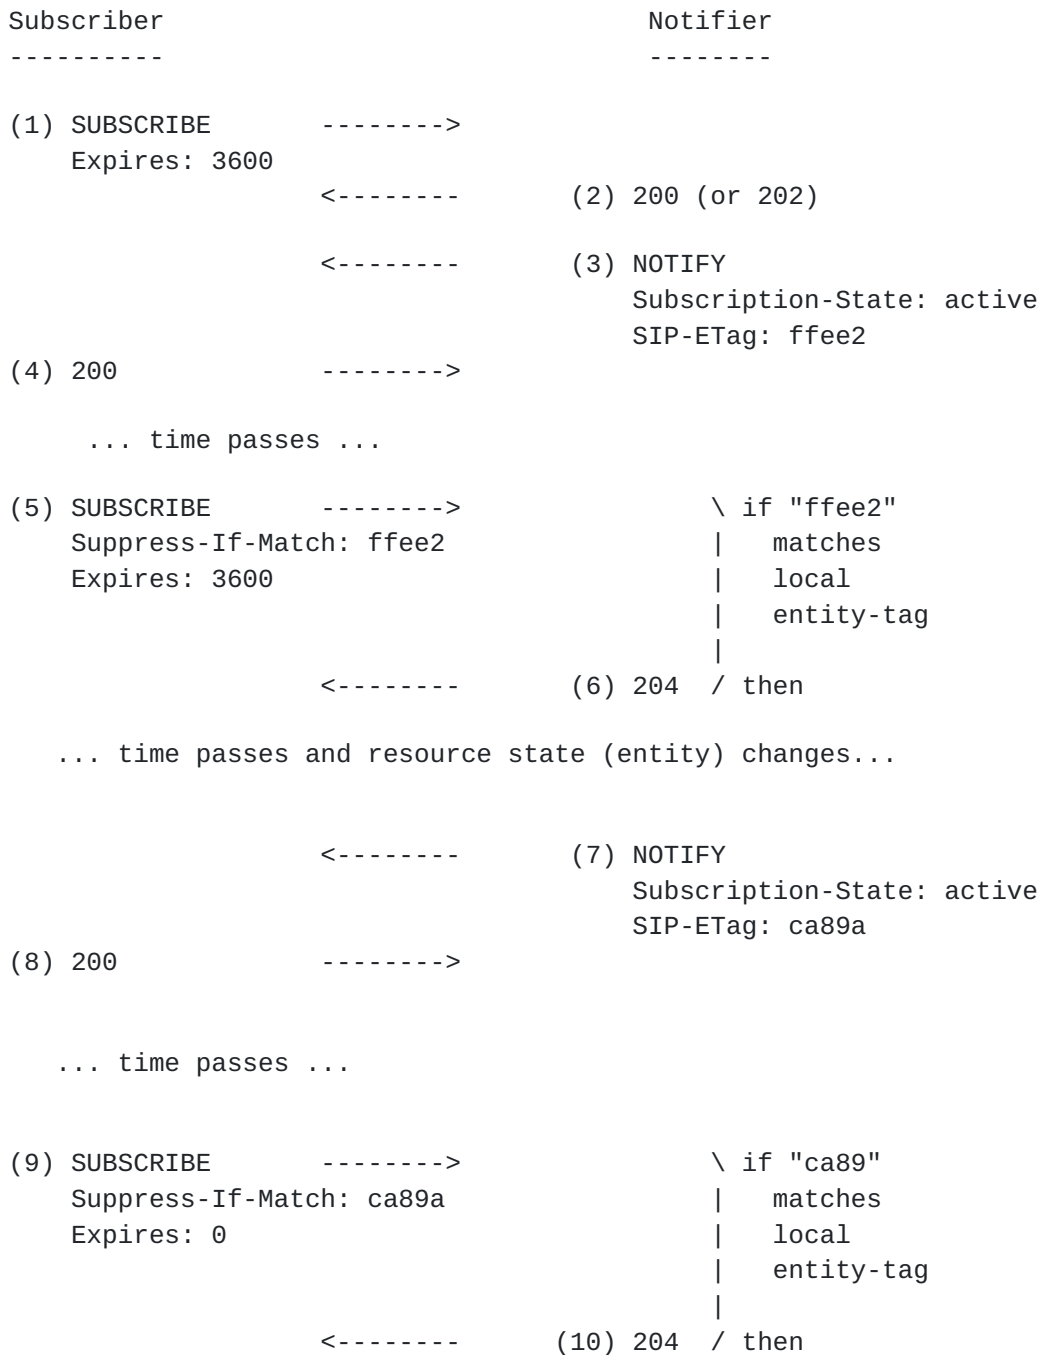 Subscriber                               Notifier
----------                               --------
(1) SUBSCRIBE       -------->
    Expires: 3600
                    <--------       (2) 200 (or 202)
                    <--------       (3) NOTIFY
                                        Subscription-State: active
                                        SIP-ETag: ffee2
(4) 200             -------->
     ... time passes ...
(5) SUBSCRIBE       -------->                \ if "ffee2"
    Suppress-If-Match: ffee2                 |   matches
    Expires: 3600                            |   local
                                             |   entity-tag
                                             |
                    <--------       (6) 204  / then
   ... time passes and resource state (entity) changes...
                    <--------       (7) NOTIFY
                                        Subscription-State: active
                                        SIP-ETag: ca89a
(8) 200             -------->
   ... time passes ...
(9) SUBSCRIBE       -------->                \ if "ca89"
    Suppress-If-Match: ca89a                 |   matches
    Expires: 0                               |   local
                                             |   entity-tag
                                             |
                    <--------      (10) 204  / then